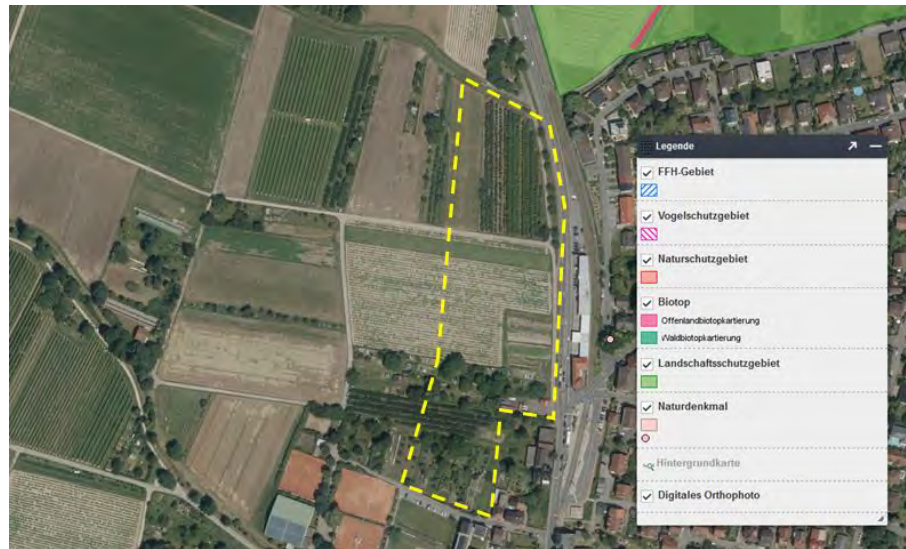 Legende
FFH-Gebiet
Vogelschutzgebiet
Naturschutzgebiet
Biotop
Offenlandbiotopkartierung
Waldbiotopkartierung
Landschaftsschutzgebiet
Naturdenkmal
Hintergrundkarte
Digitales Orthophoto